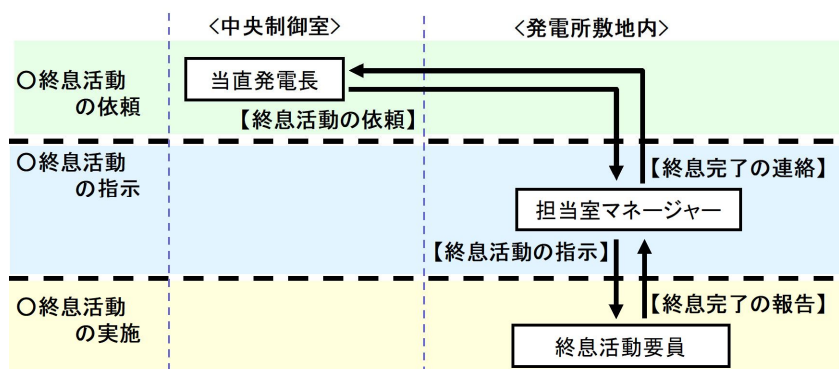 <中央制御室>
<発電所敷地内>
〇終息活動
の依頼
当直発電長
【終息活動の依頼】
〇終息活動
の指示
【終息完了の連絡】
担当室マネージャー
【終息活動の指示】
〇終息活動
の実施
【終息完了の報告】
終息活動要員